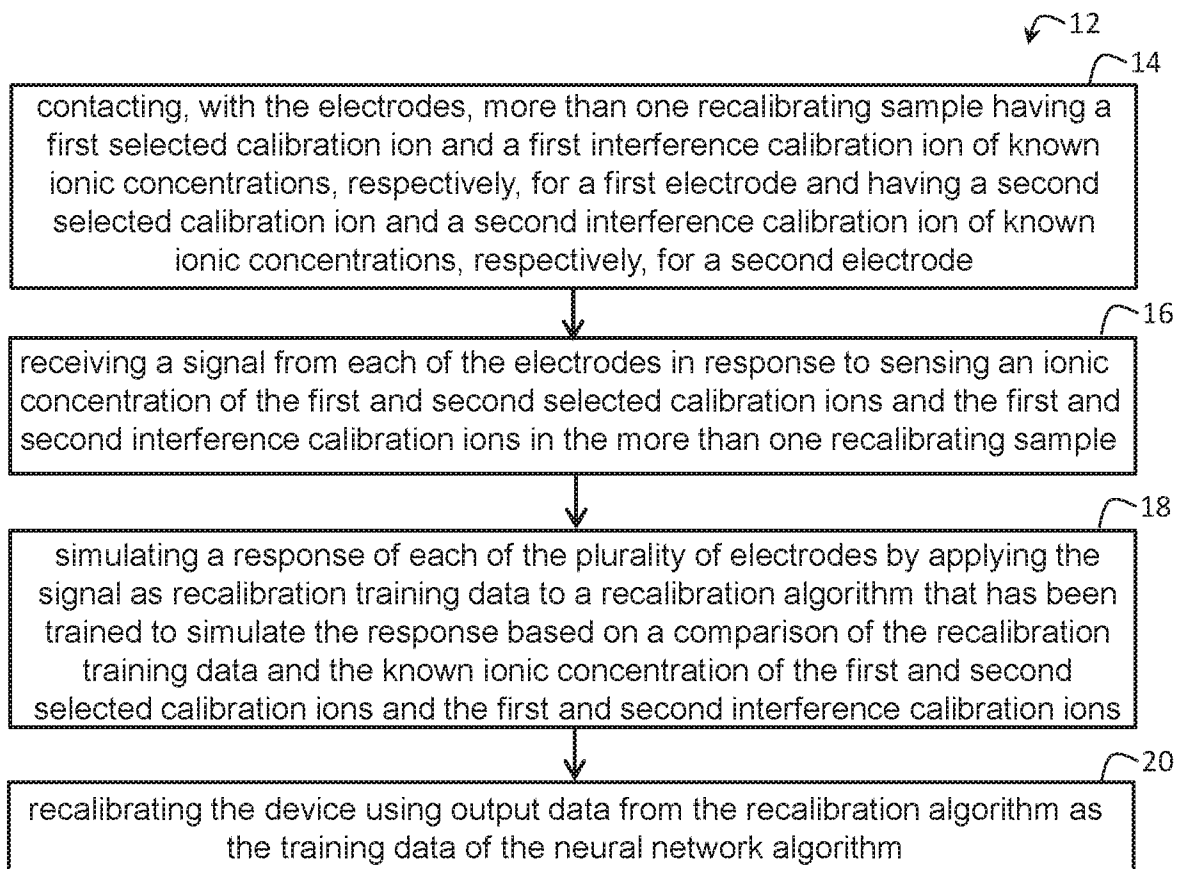 12
14
contacting, with the electrodes, more than one recalibrating sample having a
first selected calibration ion and a first interference calibration ion of known
ionic concentrations, respectively, for a first electrode and having a second
selected calibration ion and a second interference calibration ion of known
ionic concentrations, respectively, for a second electrode
16
receiving a signal from each of the electrodes in response to sensing an ionic
concentration of the first and second selected calibration ions and the first and
second interference calibration ions in the more than one recalibrating sample
18
simulating a response of each of the plurality of electrodes by applying the
signal as recalibration training data to a recalibration algorithm that has been
trained to simulate the response based on a comparison of the recalibration
training data and the known ionic concentration of the first and second
selected calibration ions and the first and second interference calibration ions
20
recalibrating the device using output data from the recalibration algorithm as
the training data of the neural network algorithm